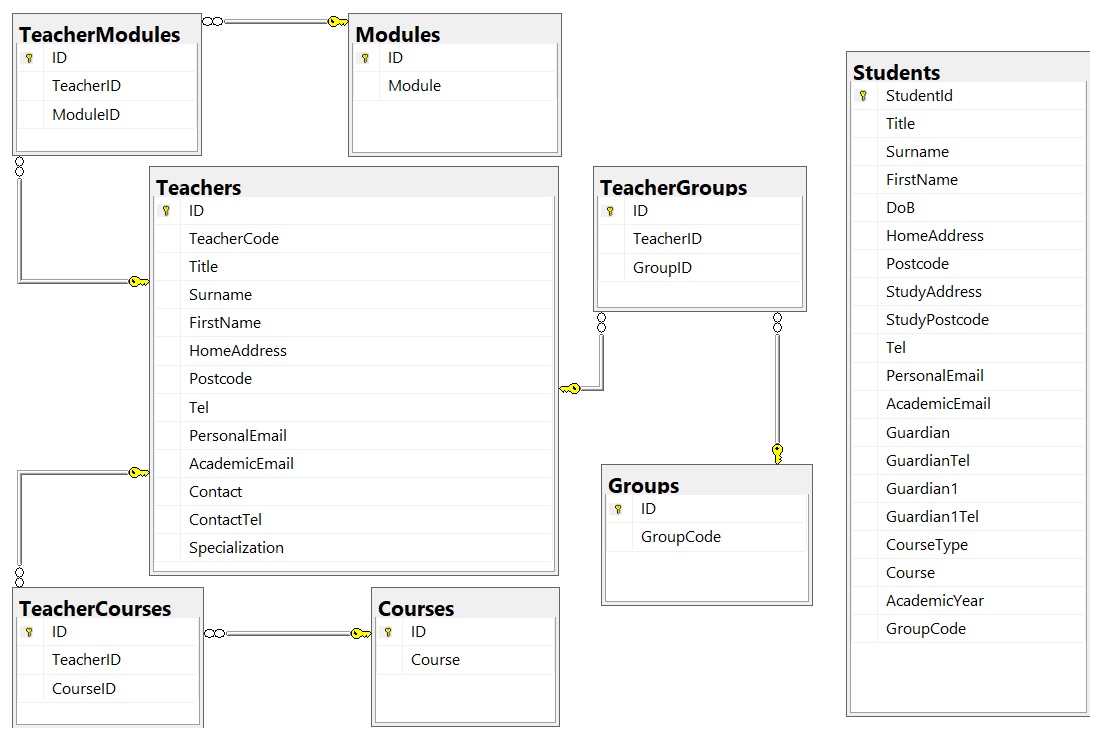 TeacherModules
ID
TeacherID
ModuleID
Modules
ID
Module
Students
StudentId
Title
Surname
FirstName
DoB
HomeAddress
Postcode
StudyAddress
StudyPostcode
Tel
PersonalEmail
AcademicEmail
Guardian
GuardianTel
Guardian1
Guardian1Tel
CourseType
Course
AcademicYear
GroupCode
Teachers
ID
TeacherCode
Title
Surname
FirstName
HomeAddress
Postcode
Tel
PersonalEmail
AcademicEmail
Contact
ContactTel
Specialization
TeacherGroups
ID
TeacherID
GroupID
Groups
ID
GroupCode
TeacherCourses
ID
TeacherID
CourseID
Courses
ID
Course